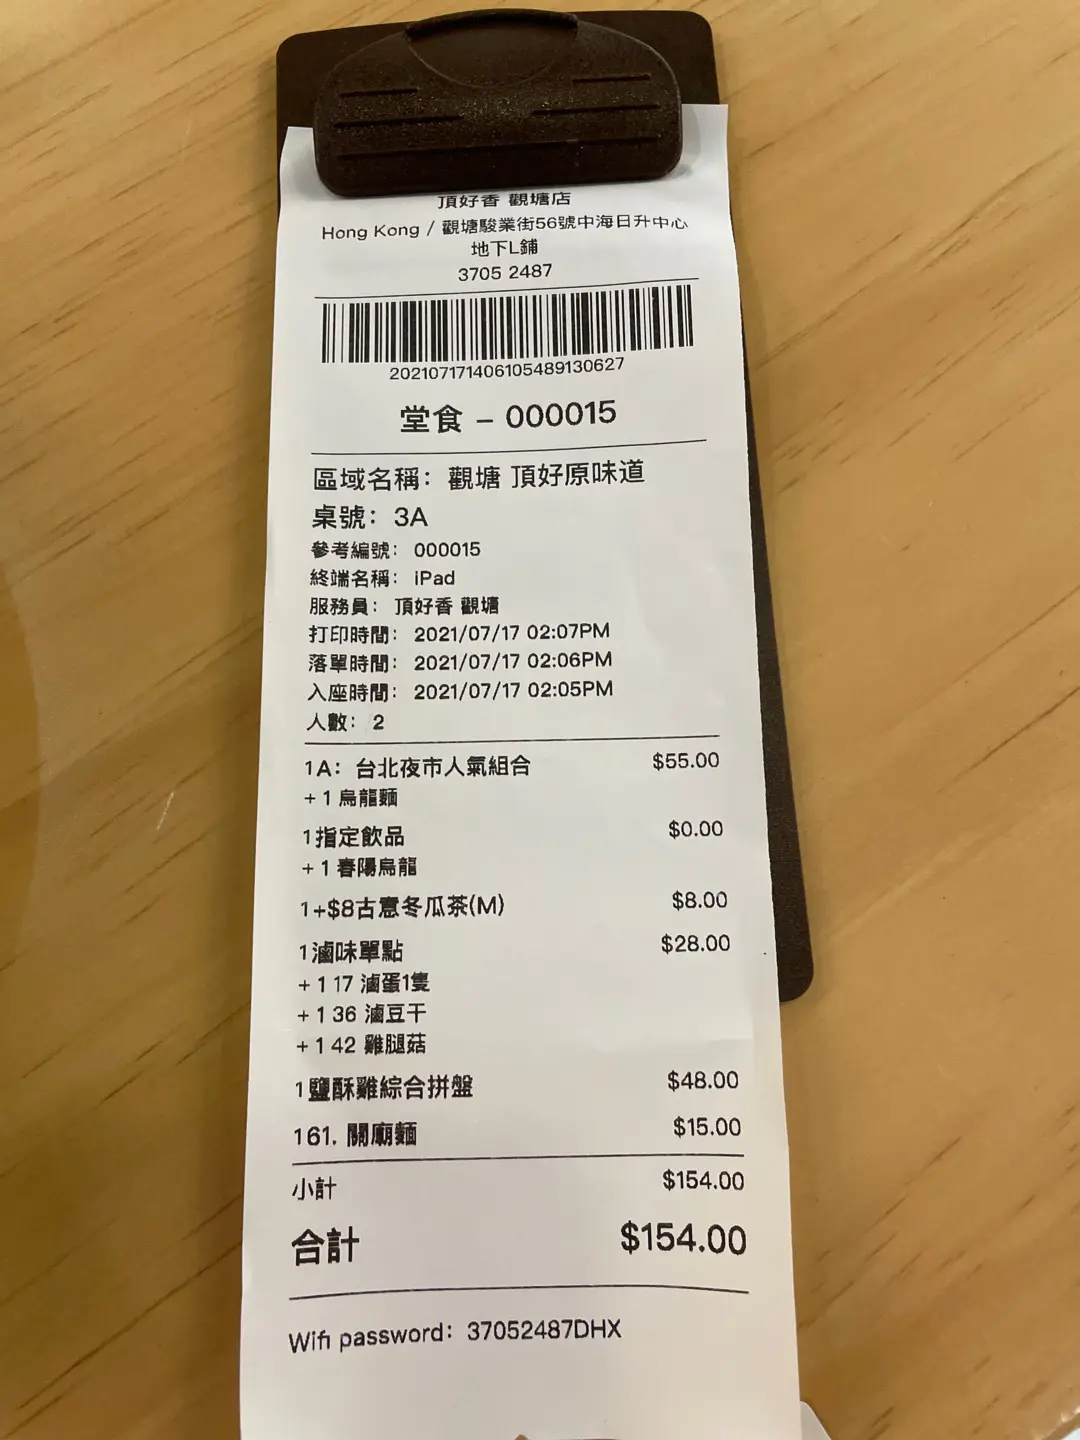 頂好香 觀塘店
Hong Kong / 觀塘駿業街56號中海日升中心
地下L鋪
3705 2487
202107171406105489130627
堂食 – 000015
區域名稱： 觀塘 頂好原味道
桌號： 3A
參考編號： 000015
終端名稱： iPad
服務員： 頂好香 觀塘
打印時間： 2021/07/17 02:07PM
落單時間： 2021/07/17 02:06PM
入座時間： 2021/07/17 02:05PM
人數： 2
1A： 台北夜市人氣組合 $55.00
+ 1 烏龍麵
1 指定飲品 $0.00
+ 1 春陽烏龍
1 +$8古意冬瓜茶(M) $8.00
1 滷味單點 $28.00
+ 1 17 滷蛋1隻
+ 1 36 滷豆干
+ 1 42 雞腿菇
1 鹽酥雞綜合拼盤 $48.00
1 61. 關廟麵 $15.00
小計 $154.00
合計 $154.00
Wifi password： 37052487DHX